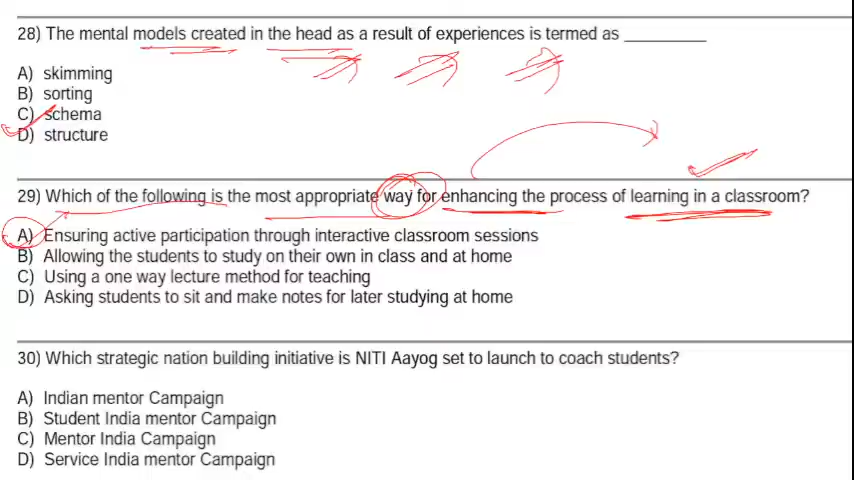 28) The mental models created in the head as a result of experiences is termed as __________
A) skimming
B) sorting
C) schema
D) structure
29) Which of the following is the most appropriate way for enhancing the process of learning in a classroom?
A) Ensuring active participation through interactive classroom sessions
B) Allowing the students to study on their own in class and at home
C) Using a one way lecture method for teaching
D) Asking students to sit and make notes for later studying at home
30) Which strategic nation building initiative is NITI Aayog set to launch to coach students?
A) Indian mentor Campaign
B) Student India mentor Campaign
C) Mentor India Campaign
D) Service India mentor Campaign